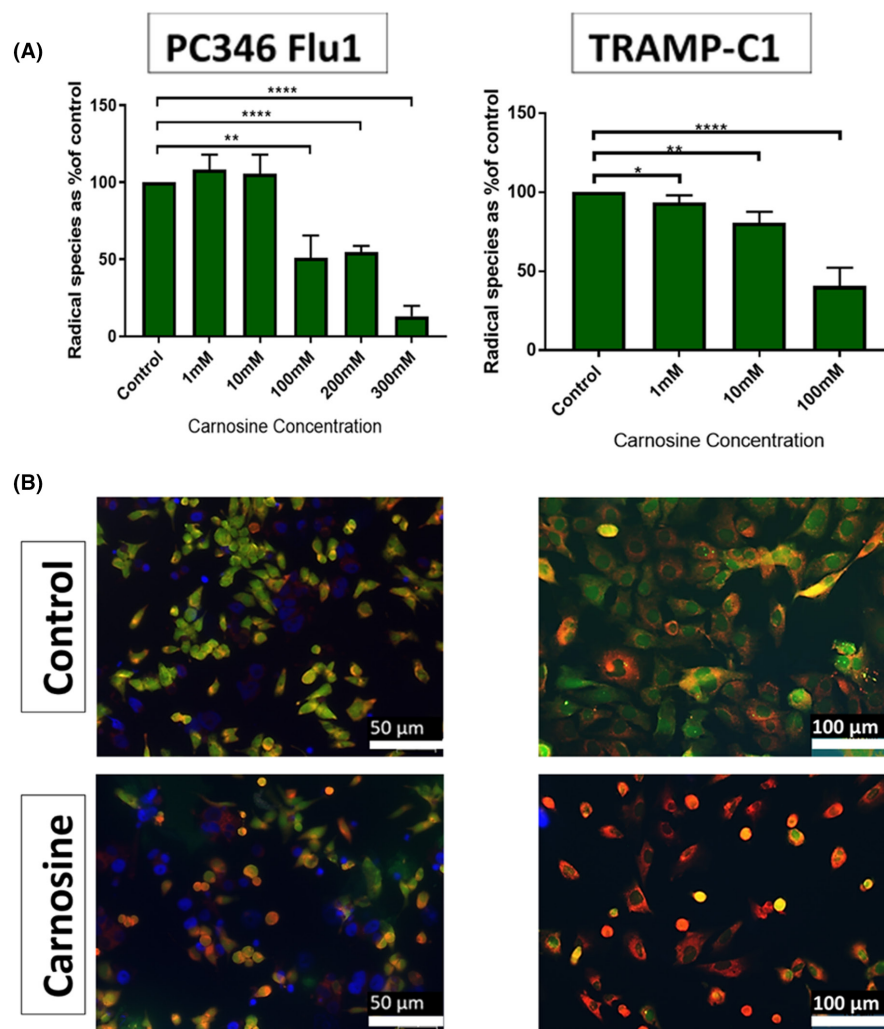 (A)
PC346 Flu1
TRAMP-C1
Radical species as %of control
150
100
50
0
****
****
**
Control
1mM
10mM
100mM
200mM
300mM
Carnosine Concentration
Radical species as %of control
150
100
50
0
****
**
*
Control
1mM
10mM
100mM
Carnosine Concentration
(B)
Control
50 µm
100 µm
Carnosine
50 µm
100 µm